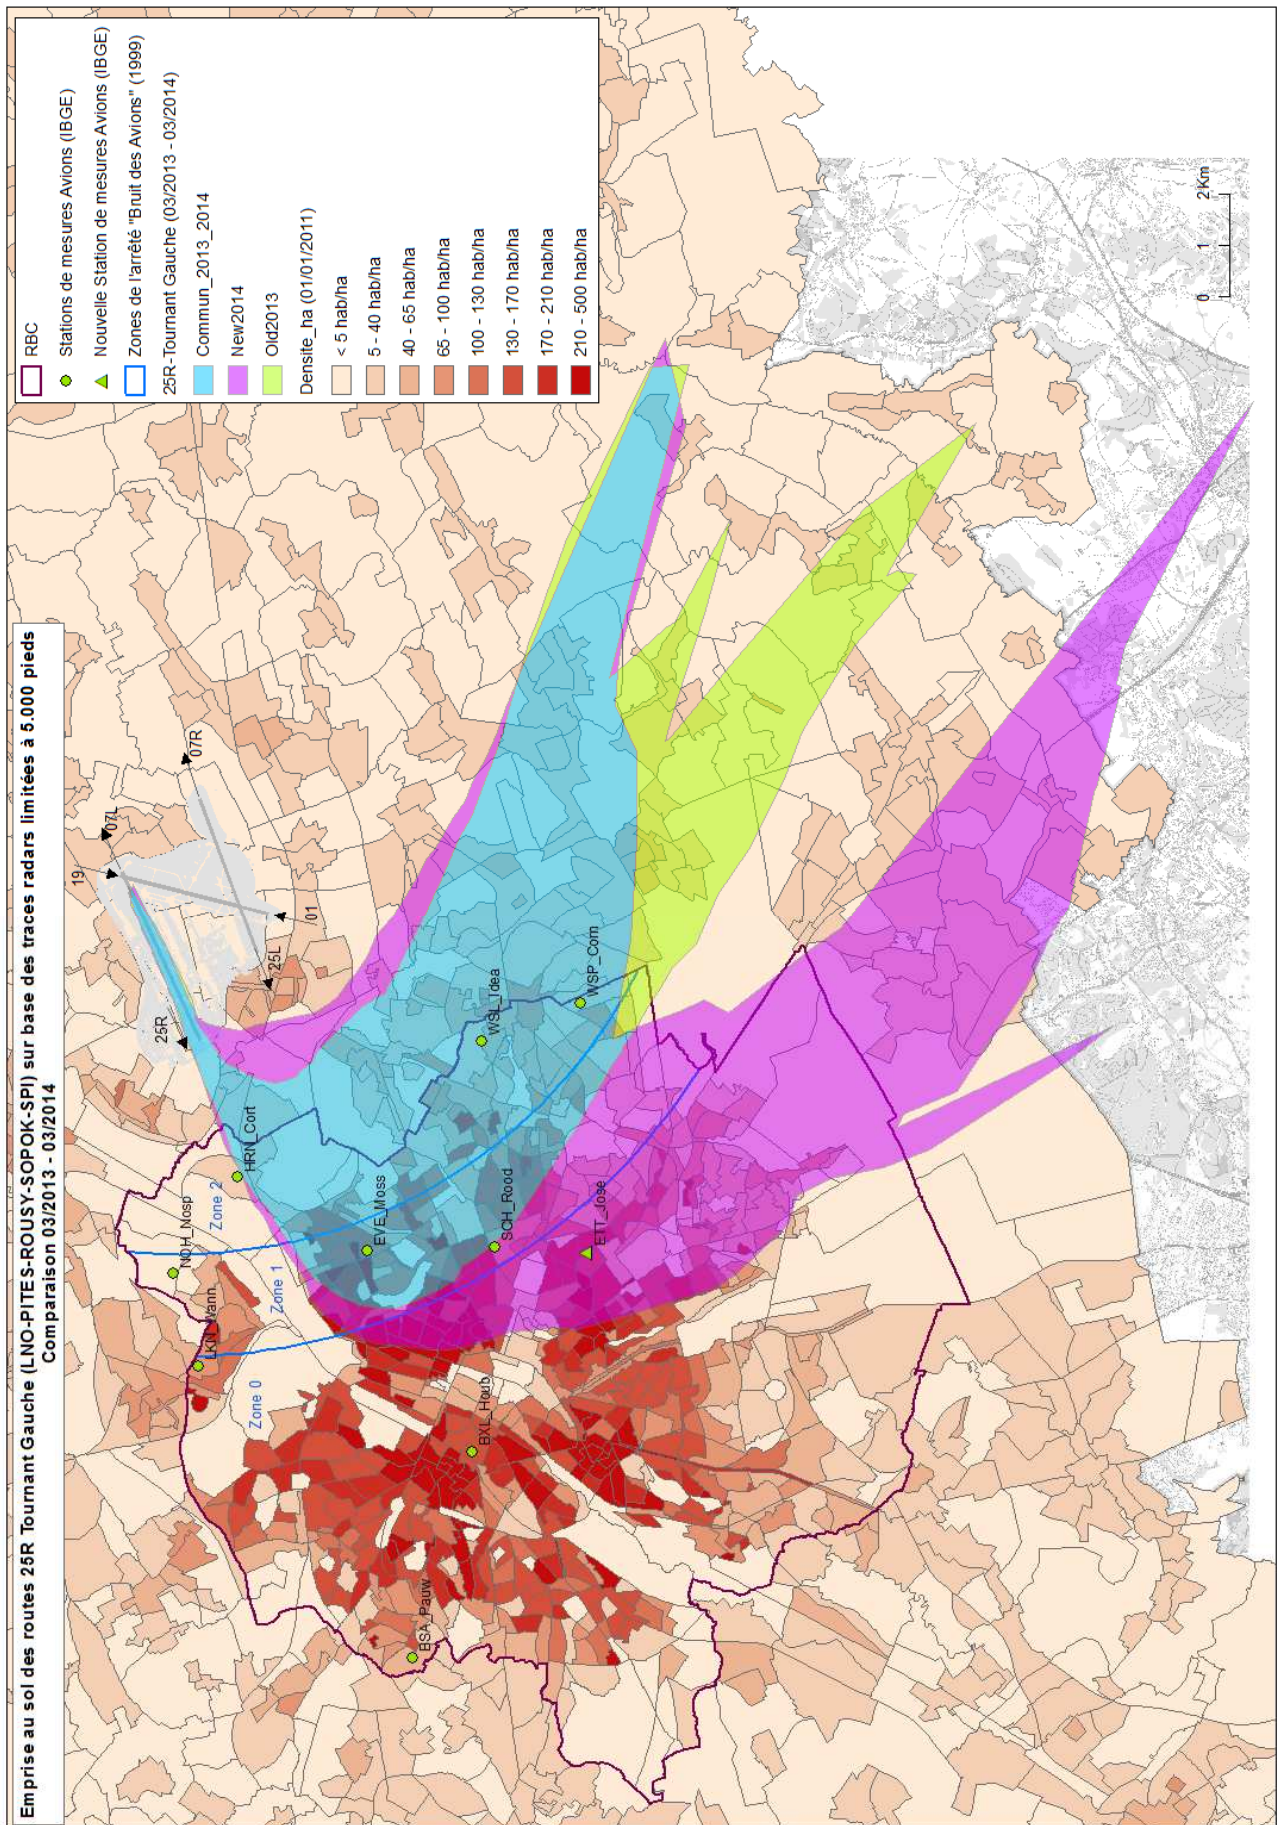 Emprise au sol des routes 25R Tournant Gauche (LNO-PITES-ROUSY-SOPOK-SPI) sur base des traces radars limitées à 5.000 pieds
Comparaison 03/2013 - 03/2014
RBC
Stations de mesures Avions (IBGE)
Nouvelle Station de mesures Avions (IBGE)
Zones de l'arrêté "Bruit des Avions" (1999)
25R-Tournant Gauche (03/2013 - 03/2014)
Commun_2013_2014
New2014
Old2013
Densite_ha (01/01/2011)
< 5 hab/ha
5 - 40 hab/ha
40 - 65 hab/ha
65 - 100 hab/ha
100 - 130 hab/ha
130 - 170 hab/ha
170 - 210 hab/ha
210 - 500 hab/ha
19
07L
07R
25R
25L
01
HRN_Cort
NOH_Nosp
Zone 2
LKN_Wann
Zone 1
Zone 0
EVE_Moss
WSL_Idea
WSP_Corn
SCH_Rood
ETT_Jose
BXL_Houb
BSA_Pauw
0 1 2 Km